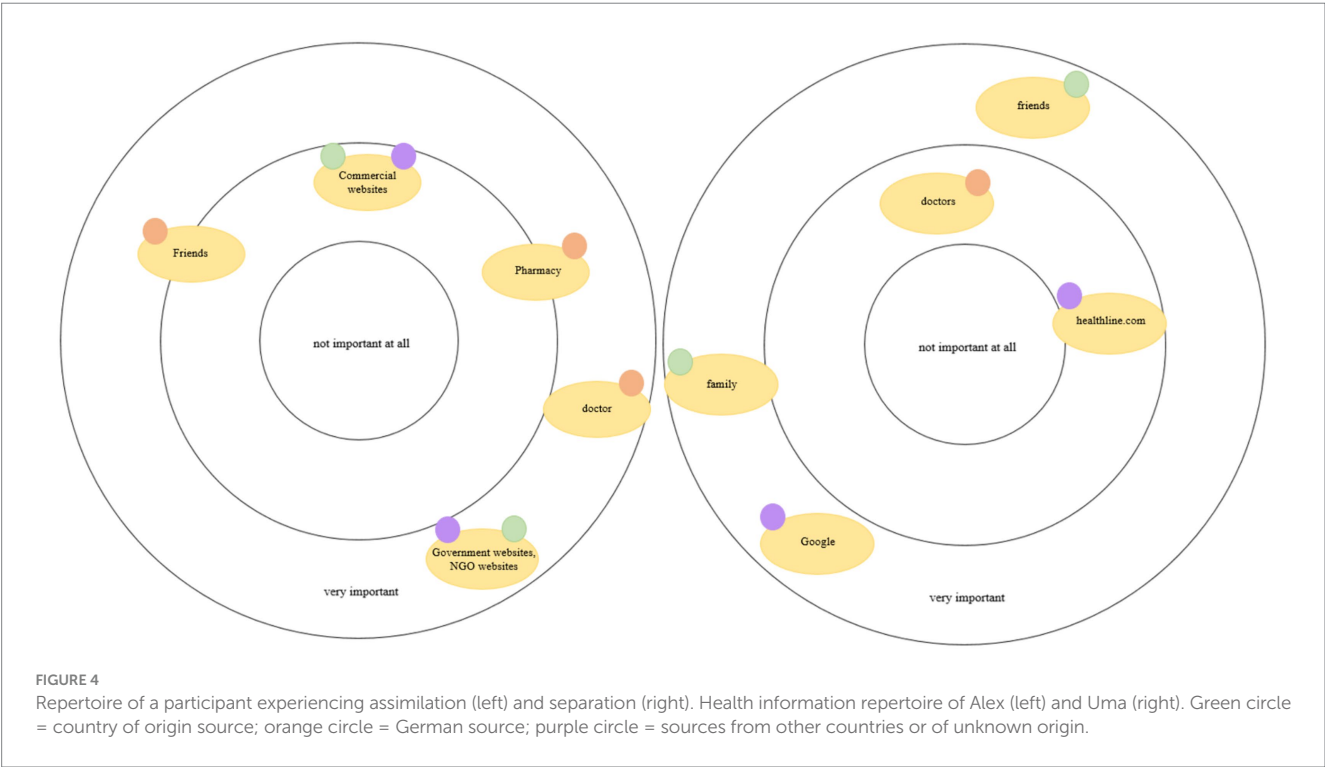 Commercial
websites
Friends
Pharmacy
not important at all
doctor
Government websites,
NGO websites
very important
friends
doctors
healthline.com
not important at all
family
Google
very important
FIGURE 4
Repertoire of a participant experiencing assimilation (left) and separation (right). Health information repertoire of Alex (left) and Uma (right). Green circle
= country of origin source; orange circle = German source; purple circle = sources from other countries or of unknown origin.